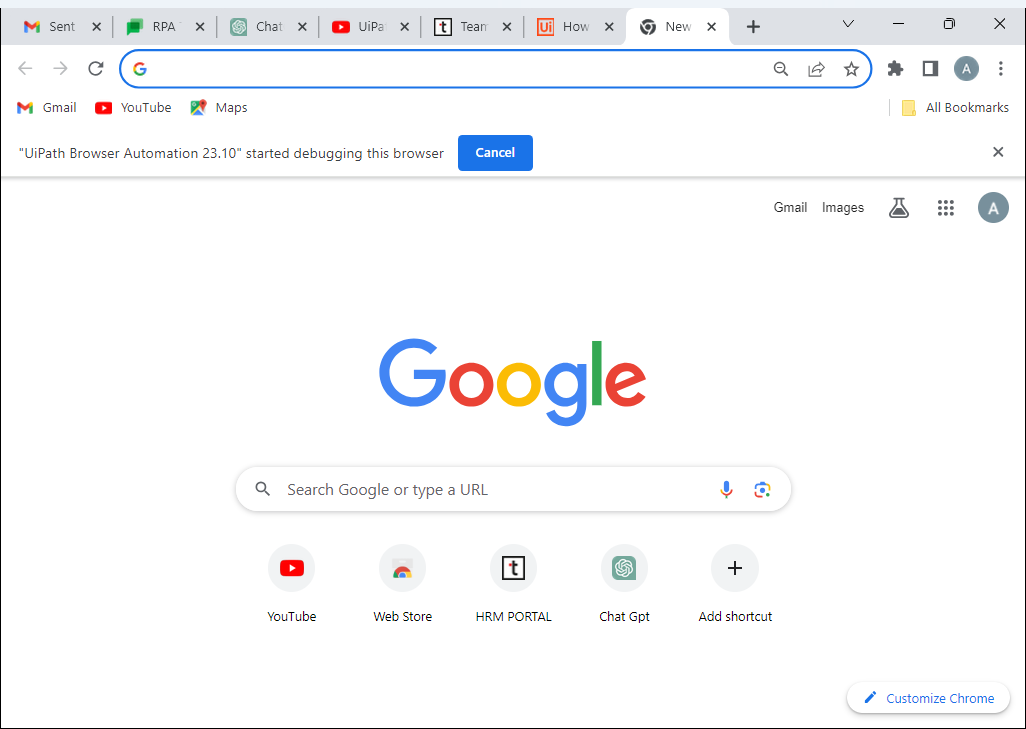 Sent
RPA
Chat
UiPa
Team
Ui
How
New
A
Gmail
YouTube
Maps
All Bookmarks
"UiPath Browser Automation 23.10" started debugging this browser
Cancel
Gmail
Images
A
Google
Search Google or type a URL
YouTube
Web Store
HRM PORTAL
Chat Gpt
Add shortcut
Customize Chrome